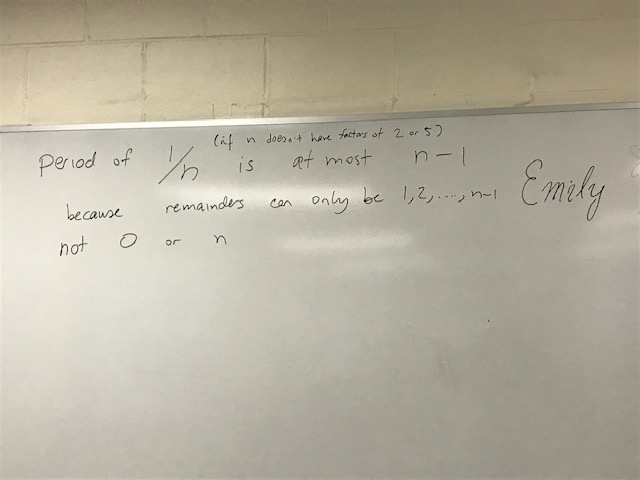 (if n doesn't have factors of 2 or 5)
Period of 1/n is at most n-1
because remainders can only be 1,2,...,n-1
not 0 or n
Emily